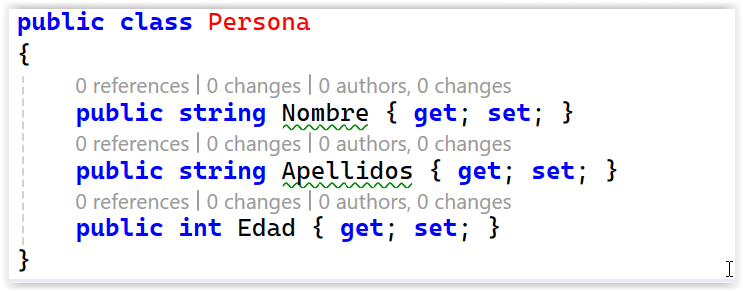 public class Persona
{
0 references | 0 changes | 0 authors, 0 changes
public string Nombre { get; set; }
0 references | 0 changes | 0 authors, 0 changes
public string Apellidos { get; set; }
0 references | 0 changes | 0 authors, 0 changes
public int Edad { get; set; }
}